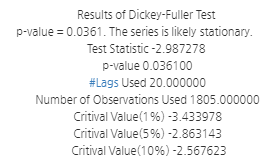 Results of Dickey-Fuller Test
p-value = 0.0361. The series is likely stationary.
Test Statistic -2.987278
p-value 0.036100
#Lags Used 20.000000
Number of Observations Used 1805.000000
Critival Value(1%) -3.433978
Critival Value(5%) -2.863143
Critival Value(10%) -2.567623